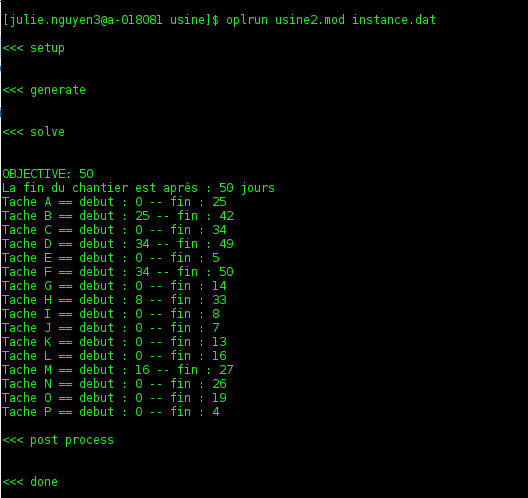 [julie.nguyen3@a-018081 usine]$ oplrun usine2.mod instance.dat
<<< setup
<<< generate
<<< solve
OBJECTIVE: 50
La fin du chantier est après : 50 jours
Tache A == debut : 0 -- fin : 25
Tache B == debut : 25 -- fin : 42
Tache C == debut : 0 -- fin : 34
Tache D == debut : 34 -- fin : 49
Tache E == debut : 0 -- fin : 5
Tache F == debut : 34 -- fin : 50
Tache G == debut : 0 -- fin : 14
Tache H == debut : 8 -- fin : 33
Tache I == debut : 0 -- fin : 8
Tache J == debut : 0 -- fin : 7
Tache K == debut : 0 -- fin : 13
Tache L == debut : 0 -- fin : 16
Tache M == debut : 16 -- fin : 27
Tache N == debut : 0 -- fin : 26
Tache O == debut : 0 -- fin : 19
Tache P == debut : 0 -- fin : 4
<<< post process
<<< done